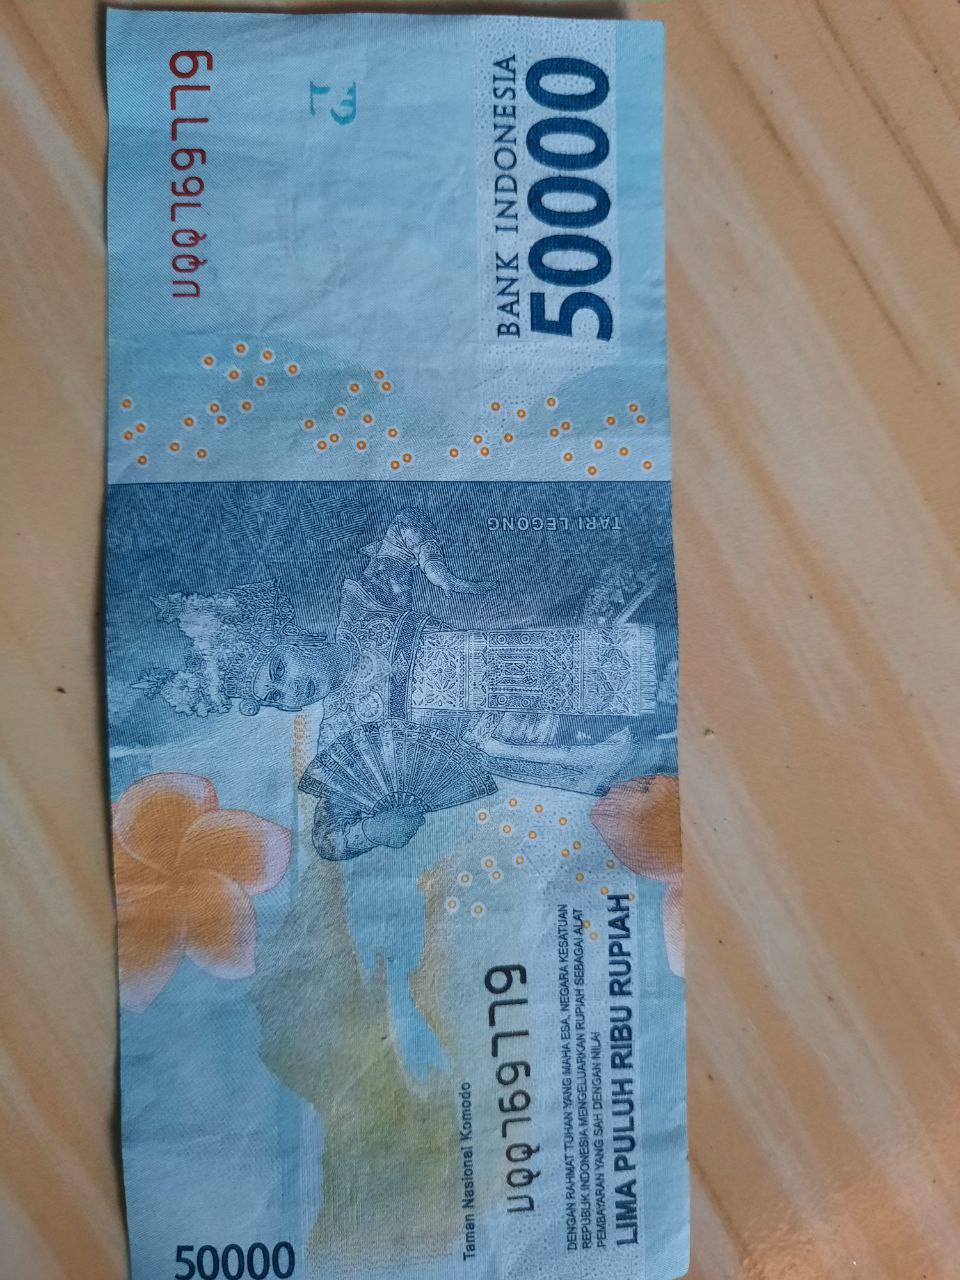 UQQ769779
BANK INDONESIA
50000
TARI LEGONG
50000
Taman Nasional Komodo
UQQ769779
DENGAN RAHMAT TUHAN YANG MAHA ESA, NEGARA KESATUAN
REPUBLIK INDONESIA MENGELUARKAN RUPIAH SEBAGAI ALAT
PEMBAYARAN YANG SAH DENGAN NILAI
LIMA PULUH RIBU RUPIAH